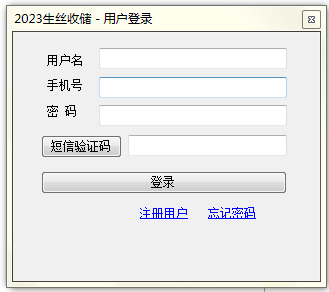 2023生丝收储 - 用户登录
用户名
手机号
密 码
短信验证码
登录
注册用户 忘记密码